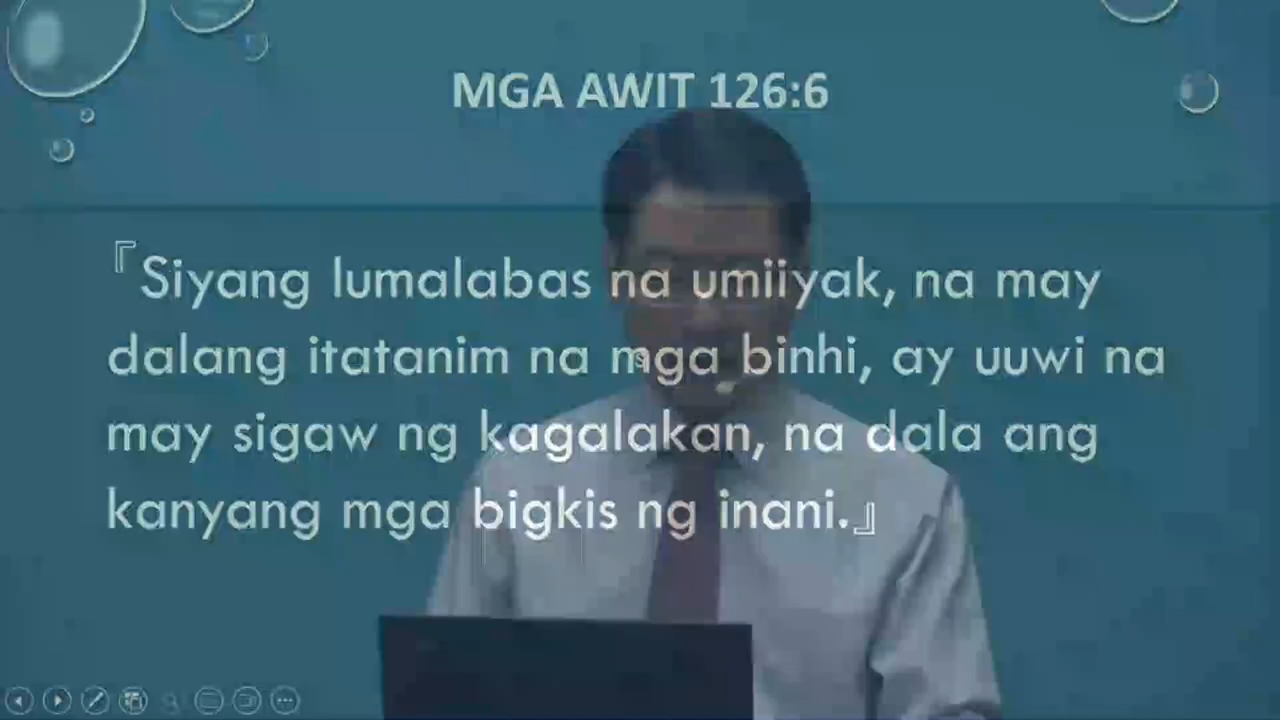 MGA AWIT 126:6
『Siyang lumalabas na umiiyak, na may
dalang itatanim na mga binhi, ay uuwi na
may sigaw ng kagalakan, na dala ang
kanyang mga bigkis ng inani.』